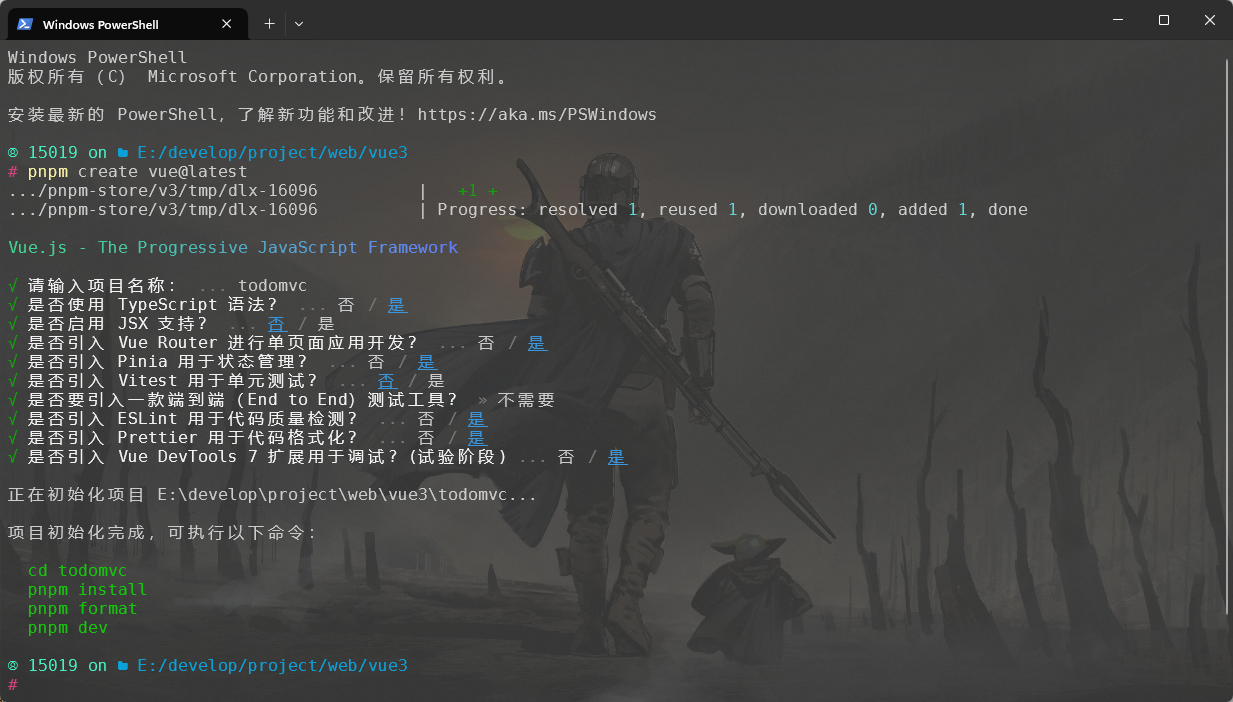 Windows PowerShell
Windows PowerShell
版权所有 (C) Microsoft Corporation。保留所有权利。
安装最新的 PowerShell，了解新功能和改进！https://aka.ms/PSWindows
15019 on E:/develop/project/web/vue3
# pnpm create vue@latest
.../pnpm-store/v3/tmp/dlx-16096 | +1 +
.../pnpm-store/v3/tmp/dlx-16096 | Progress: resolved 1, reused 1, downloaded 0, added 1, done
Vue.js - The Progressive JavaScript Framework
√ 请输入项目名称： ... todomvc
√ 是否使用 TypeScript 语法？ ... 否 / 是
√ 是否启用 JSX 支持？ ... 否 / 是
√ 是否引入 Vue Router 进行单页面应用开发？ ... 否 / 是
√ 是否引入 Pinia 用于状态管理？ ... 否 / 是
√ 是否引入 Vitest 用于单元测试？ ... 否 / 是
√ 是否要引入一款端到端（End to End）测试工具？ » 不需要
√ 是否引入 ESLint 用于代码质量检测？ ... 否 / 是
√ 是否引入 Prettier 用于代码格式化？ ... 否 / 是
√ 是否引入 Vue DevTools 7 扩展用于调试？(试验阶段) ... 否 / 是
正在初始化项目 E:\develop\project\web\vue3\todomvc...
项目初始化完成，可执行以下命令：
cd todomvc
pnpm install
pnpm format
pnpm dev
15019 on E:/develop/project/web/vue3
#